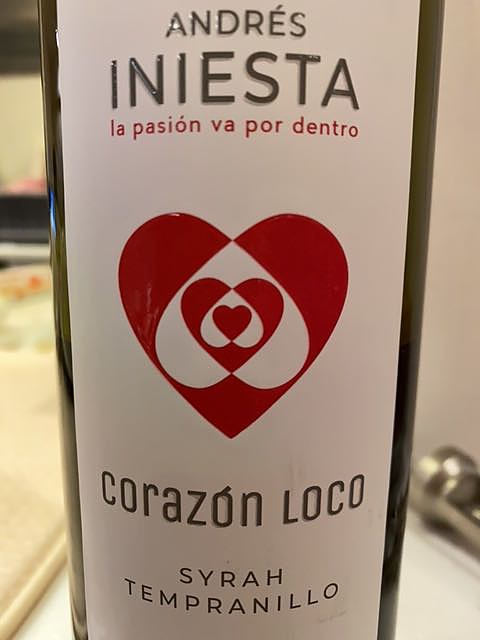 ANDRÉS
INIESTA
la pasión va por dentro
corazón loco
SYRAH
TEMPRANILLO